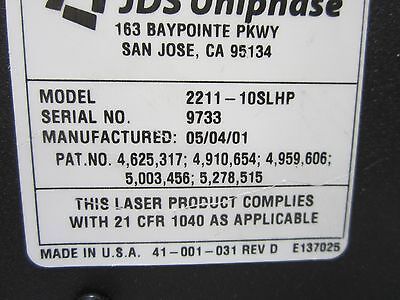 JDS Uniphase
163 BAYPOINTE PKWY
SAN JOSE, CA 95134
MODEL 2211-10SLHP
SERIAL NO. 9733
MANUFACTURED: 05/04/01
PAT.NO. 4,625,317; 4,910,654; 4,959,606;
5,003,456; 5,278,515
THIS LASER PRODUCT COMPLIES
WITH 21 CFR 1040 AS APPLICABLE
MADE IN U.S.A. 41-001-031 REV D E137025